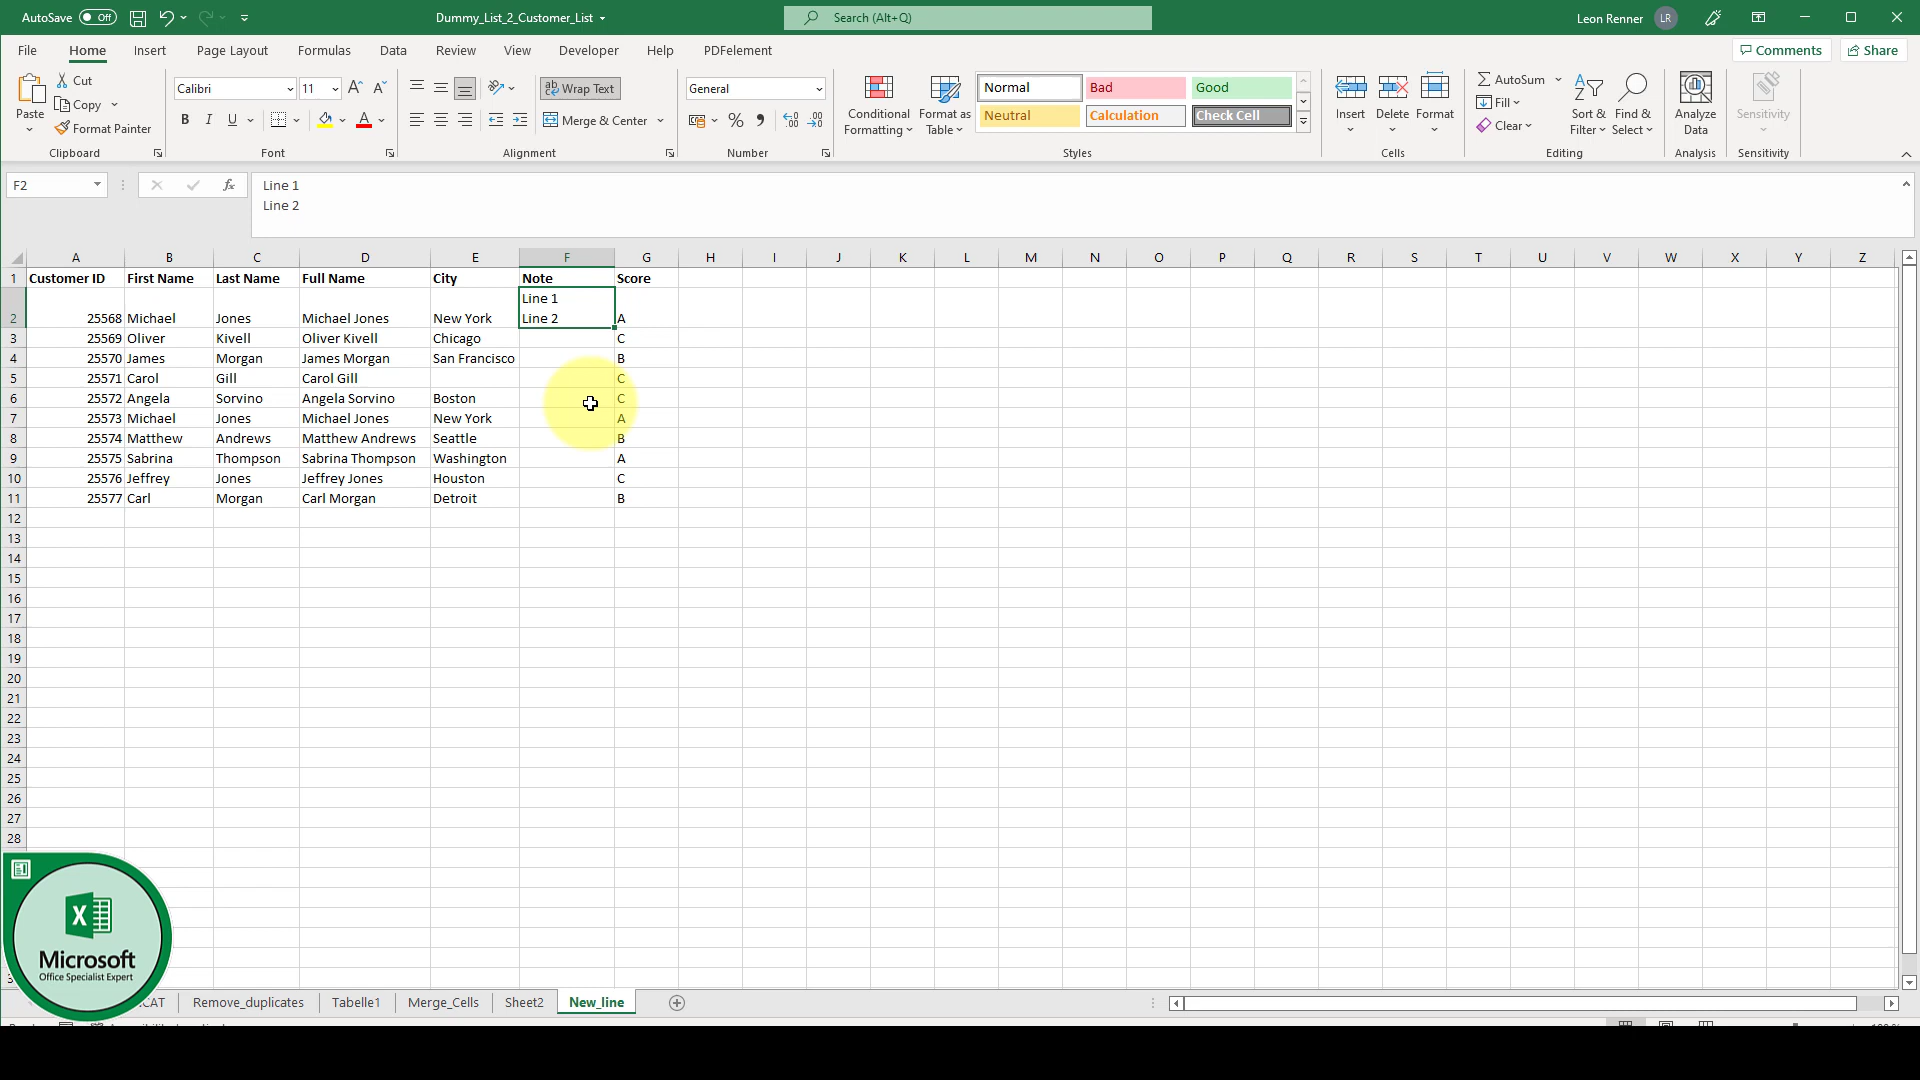 AutoSave Off
Dummy_List_2_Customer_List
Search (Alt+Q)
Leon Renner LR
File Home Insert Page Layout Formulas Data Review View Developer Help PDFelement
Comments Share
Paste
Cut
Copy
Format Painter
Clipboard
Calibri 11
B I U
Font
Wrap Text
Merge & Center
Alignment
General
Number
Conditional Formatting
Format as Table
Normal Bad Good
Neutral Calculation Check Cell
Styles
Insert Delete Format
Cells
AutoSum
Fill
Clear
Sort & Filter
Find & Select
Editing
Analyze Data
Analysis
Sensitivity
Sensitivity
F2
fx
Line 1
Line 2
A B C D E F G H I J K L M N O P Q R S T U V W X Y Z
1 Customer ID First Name Last Name Full Name City Note Score
Line 1
2 25568 Michael Jones Michael Jones New York Line 2 A
3 25569 Oliver Kivell Oliver Kivell Chicago C
4 25570 James Morgan James Morgan San Francisco B
5 25571 Carol Gill Carol Gill C
6 25572 Angela Sorvino Angela Sorvino Boston C
7 25573 Michael Jones Michael Jones New York A
8 25574 Matthew Andrews Matthew Andrews Seattle B
9 25575 Sabrina Thompson Sabrina Thompson Washington A
10 25576 Jeffrey Jones Jeffrey Jones Houston C
11 25577 Carl Morgan Carl Morgan Detroit B
12
13
14
15
16
17
18
19
20
21
22
23
24
25
26
27
28
X
Microsoft
Office Specialist Expert
CAT Remove_duplicates Tabelle1 Merge_Cells Sheet2 New_line